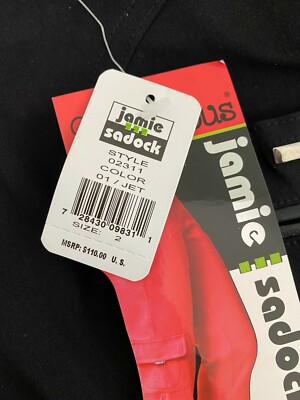 jamie
sadock
STYLE
02311
COLOR
01 / JET
7 28430 09831 1
SIZE: 2
MSRP: $110.00 U. S.
jamie
sadock